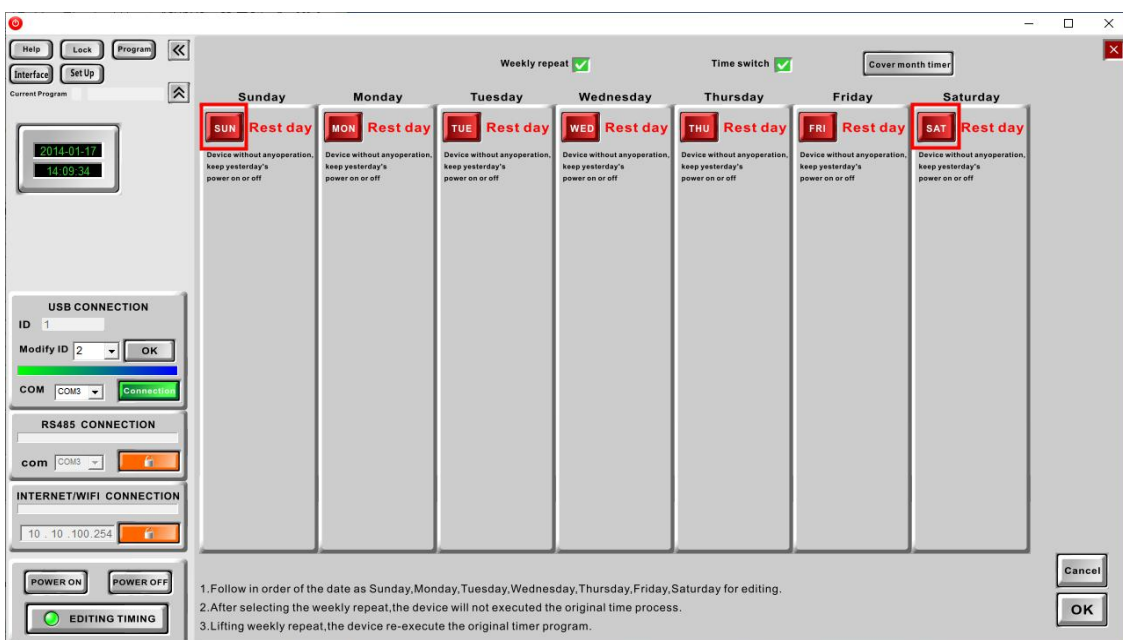 Help Lock Program
Interface Set Up
Current Program
2014-01-17
14:09:34
USB CONNECTION
ID 1
Modify ID 2 OK
COM COM3 Connection
RS485 CONNECTION
com COM3
INTERNET/WIFI CONNECTION
10 . 10 .100.254
POWER ON POWER OFF
EDITING TIMING
Weekly repeat Time switch Cover month timer
Sunday Monday Tuesday Wednesday Thursday Friday Saturday
SUN Rest day MON Rest day TUE Rest day WED Rest day THU Rest day FRI Rest day SAT Rest day
Device without anyoperation, Device without anyoperation, Device without anyoperation, Device without anyoperation, Device without anyoperation, Device without anyoperation, Device without anyoperation,
keep yesterday's keep yesterday's keep yesterday's keep yesterday's keep yesterday's keep yesterday's keep yesterday's
power on or off power on or off power on or off power on or off power on or off power on or off power on or off
1.Follow in order of the date as Sunday,Monday,Tuesday,Wednesday,Thursday,Friday,Saturday for editing.
2.After selecting the weekly repeat,the device will not executed the original time process.
3.Lifting weekly repeat,the device re-execute the original timer program.
Cancel
OK